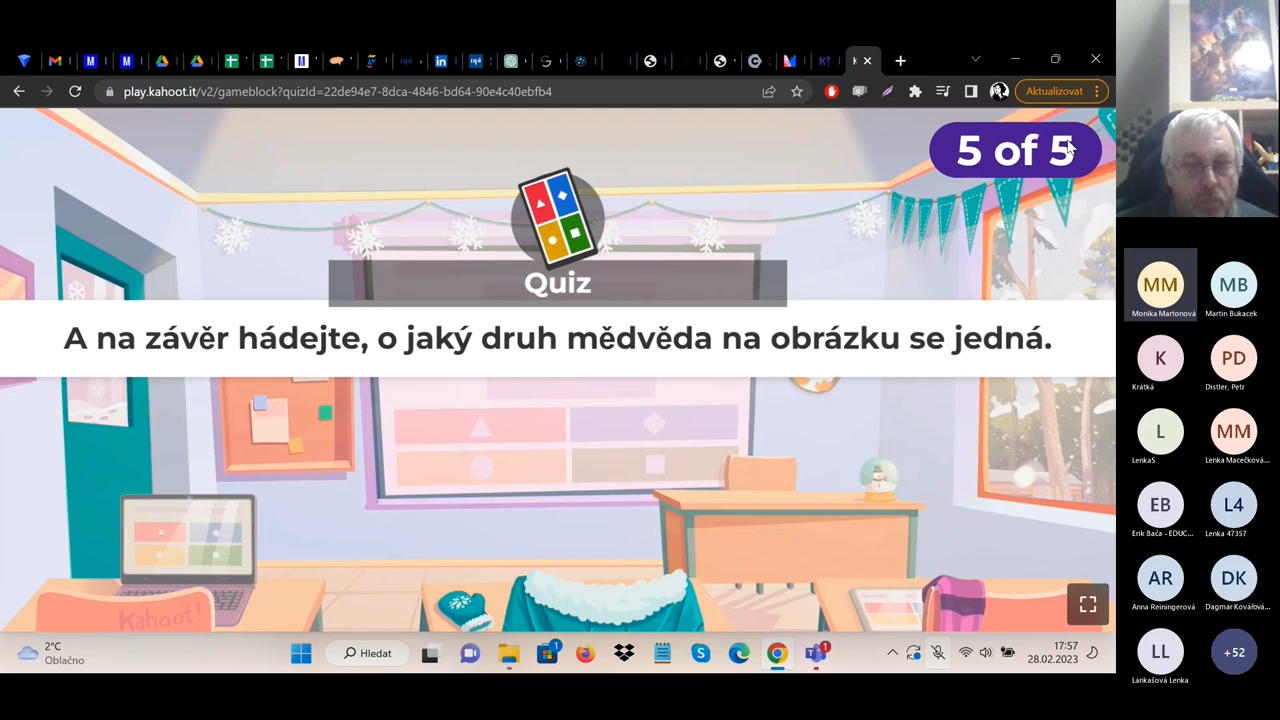 play.kahoot.it/v2/gameblock?quizId=22de94e7-8dca-4846-bd64-90e4c40ebfb4
Aktualizovat
5 of 5
Quiz
A na závěr hádejte, o jaký druh mědvěda na obrázku se jedná.
Kahoot!
2°C
Oblačno
Hledat
17:57
28.02.2023
MM
Monika Martonová
MB
Martin Bukacek
K
Krátká
PD
Distler, Petr
L
LenkaS
MM
Lenka Macečková...
EB
Erik Bača - EDUC...
L4
Lenka 47357
AR
Anna Reiningerová
DK
Dagmar Kovářová...
LL
Lankašová Lenka
+52